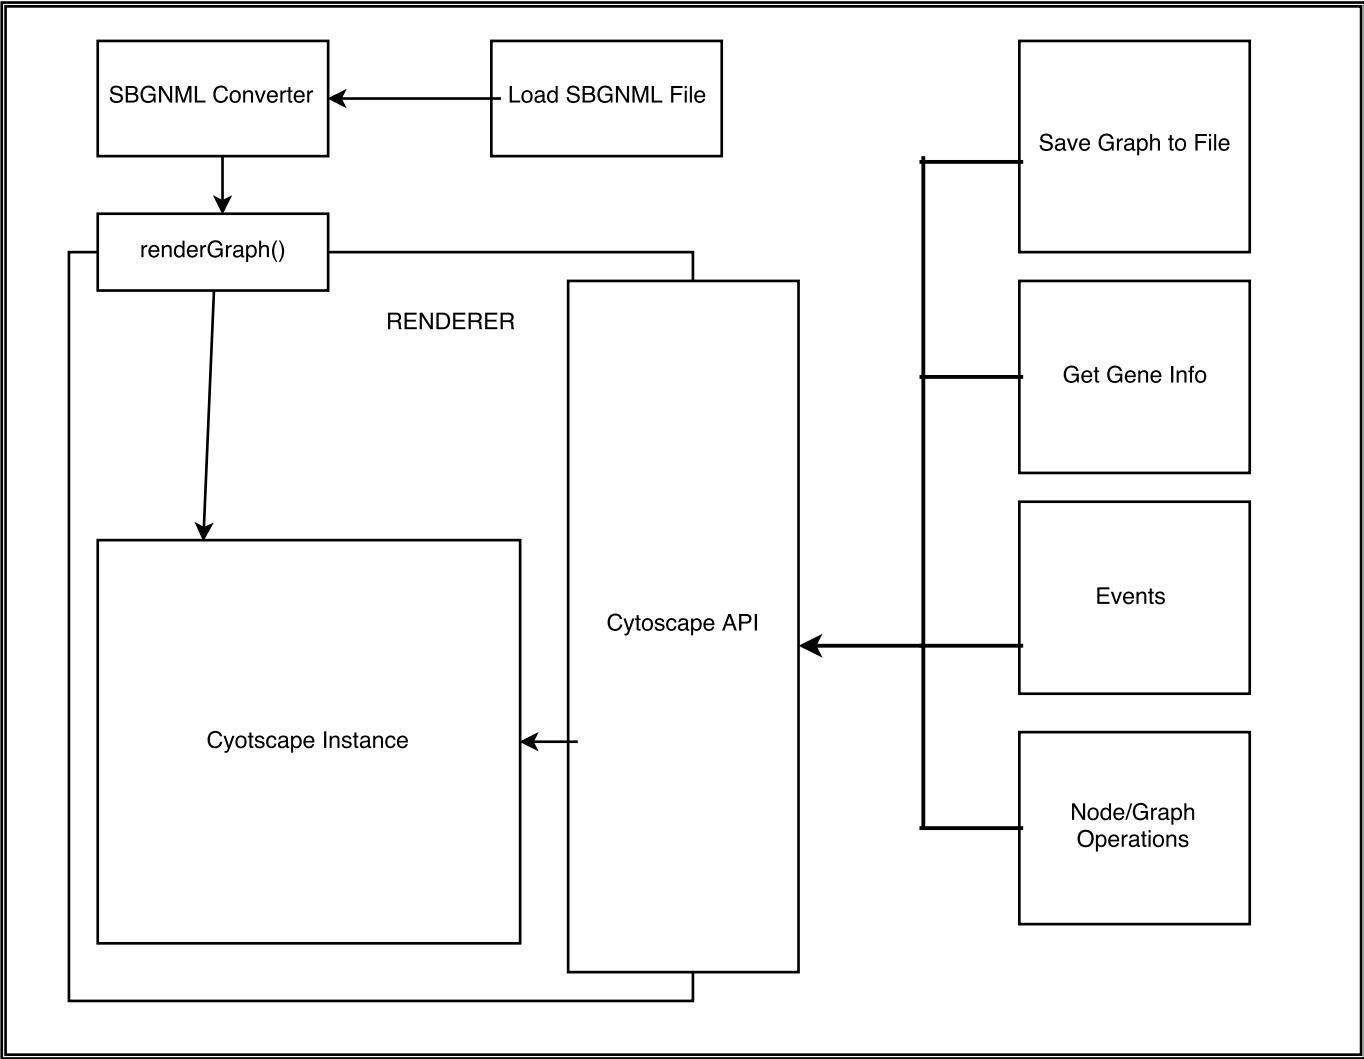 SBGNML Converter
Load SBGNML File
Save Graph to File
renderGraph()
RENDERER
Get Gene Info
Events
Cytoscape API
Cyotscape Instance
Node/Graph
Operations